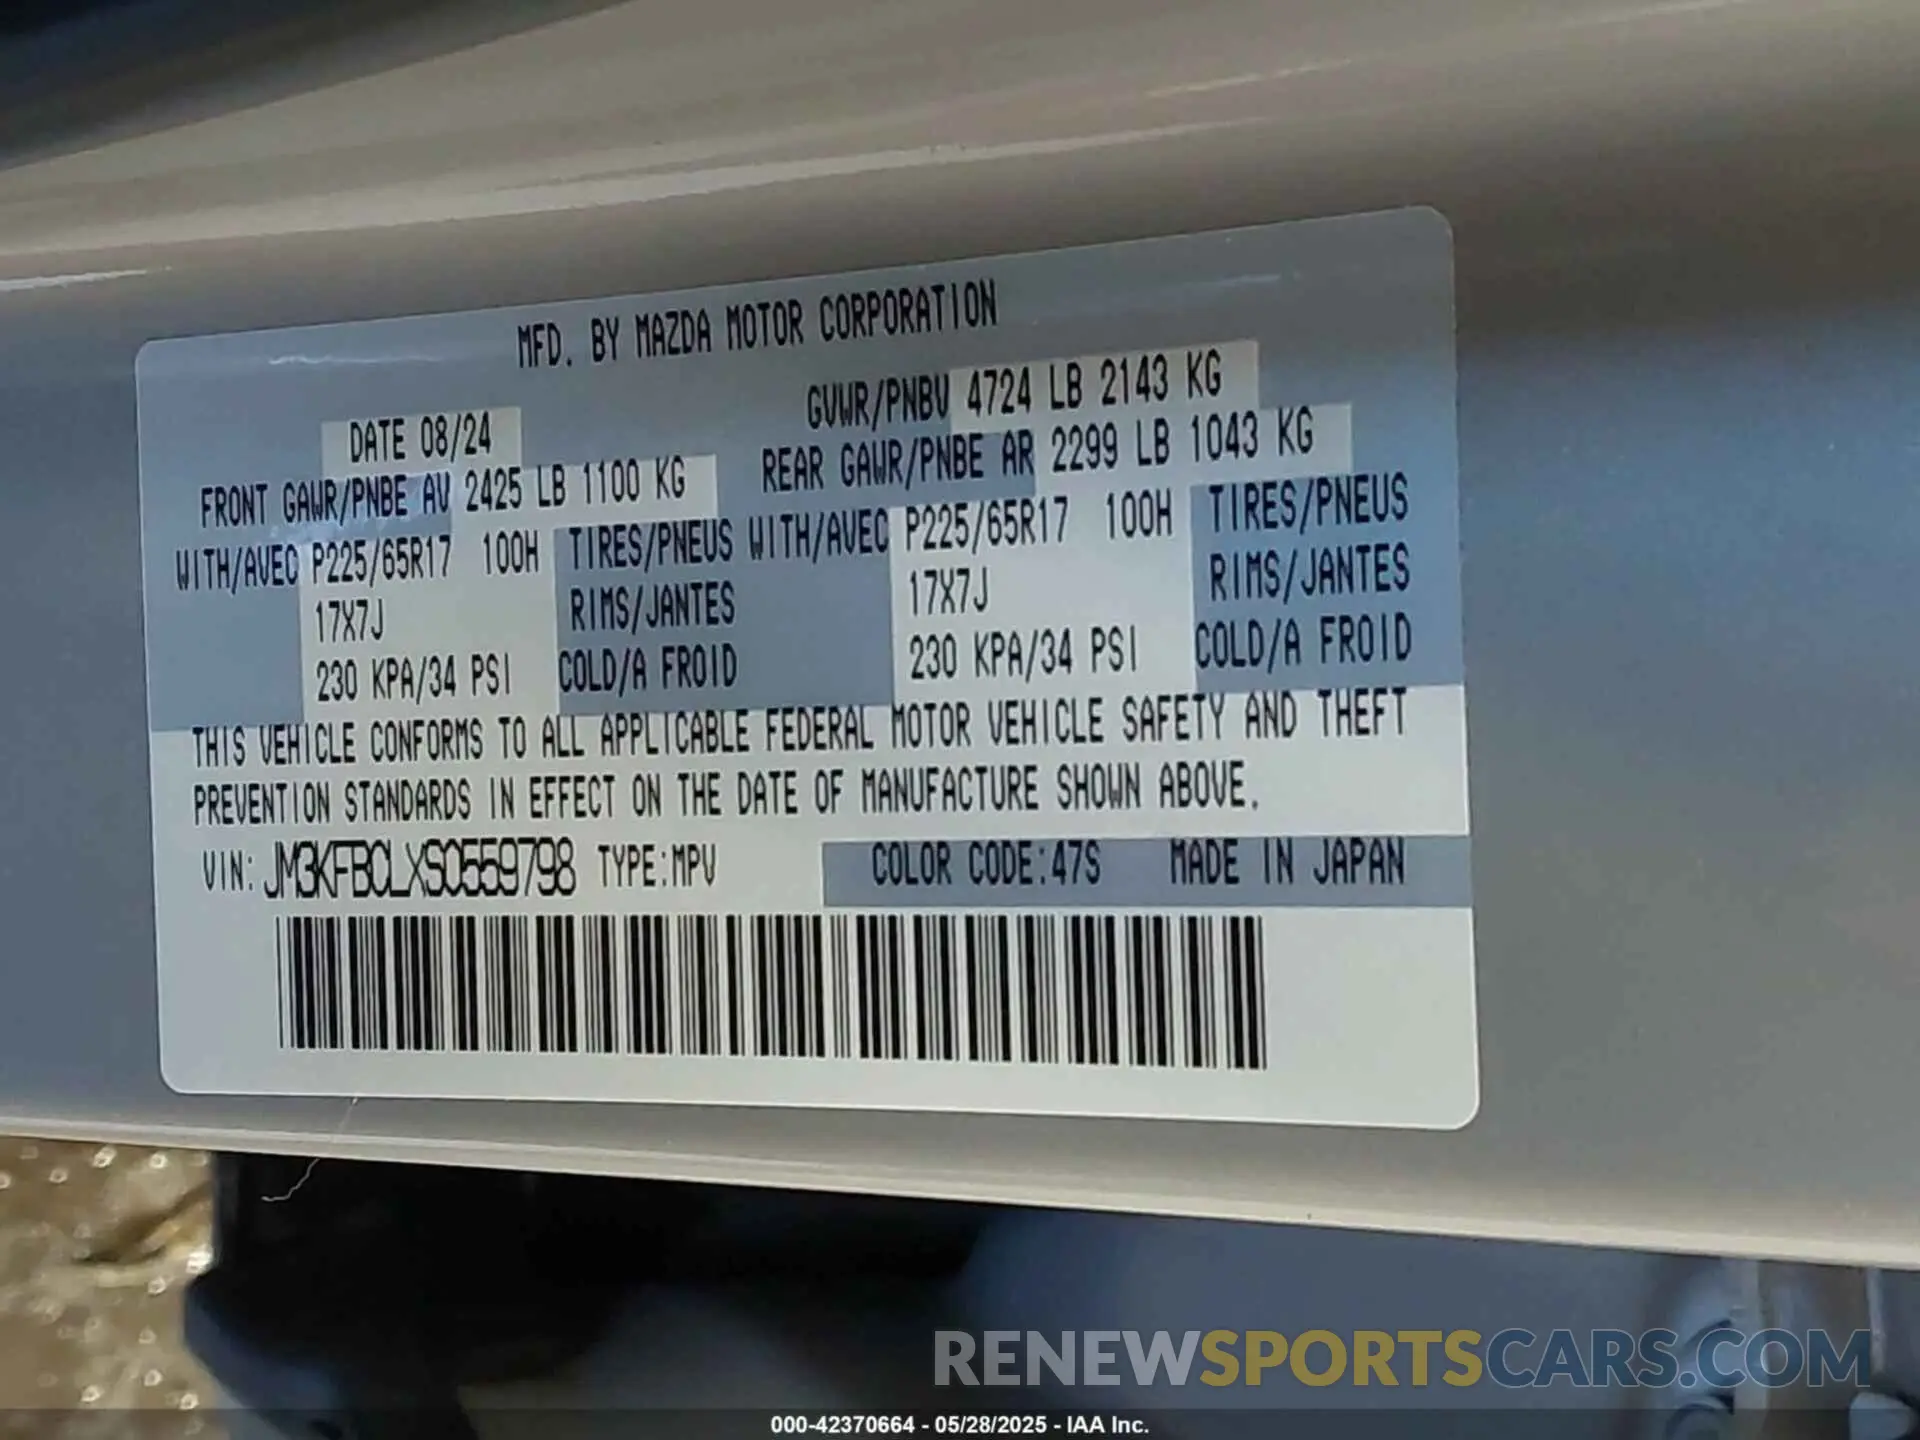 MFD. BY MAZDA MOTOR CORPORATION
DATE 08/24 GVWR/PNBV 4724 LB 2143 KG
FRONT GAWR/PNBE AV 2425 LB 1100 KG REAR GAWR/PNBE AR 2299 LB 1043 KG
WITH/AVEC P225/65R17 100H TIRES/PNEUS WITH/AVEC P225/65R17 100H TIRES/PNEUS
17X7J RIMS/JANTES 17X7J RIMS/JANTES
230 KPA/34 PSI COLD/A FROID 230 KPA/34 PSI COLD/A FROID
THIS VEHICLE CONFORMS TO ALL APPLICABLE FEDERAL MOTOR VEHICLE SAFETY AND THEFT
PREVENTION STANDARDS IN EFFECT ON THE DATE OF MANUFACTURE SHOWN ABOVE.
VIN: JM3KFBCLXS0559798 TYPE:MPV COLOR CODE:47S MADE IN JAPAN
RENEWSPORTSCARS.COM
000-42370664 - 05/28/2025 - IAA Inc.